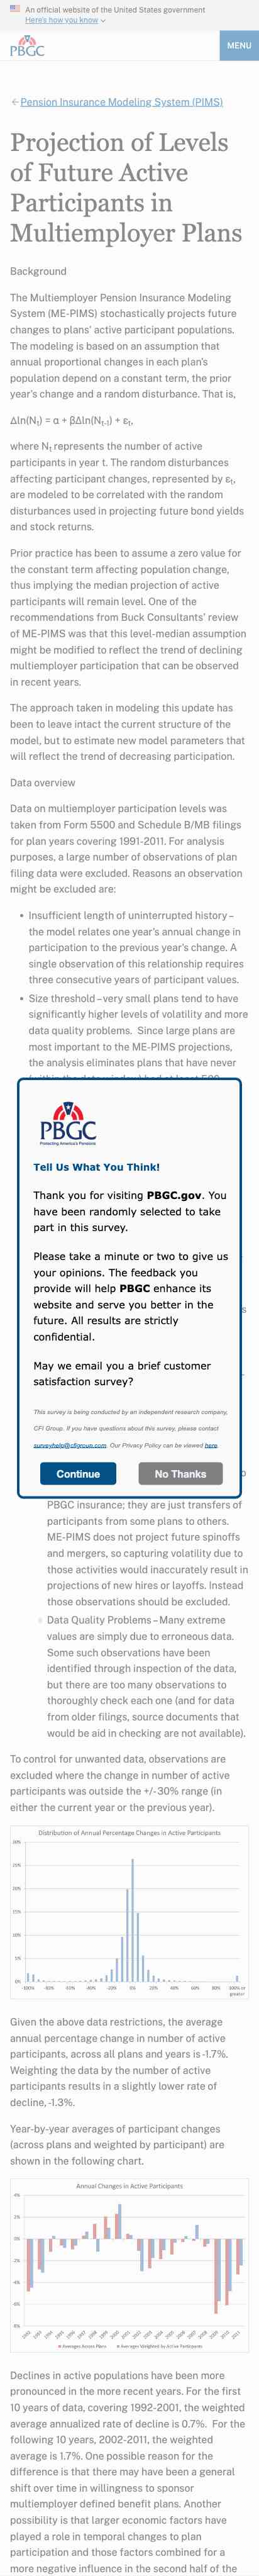 An official website of the United States government
Here's how you know
PBGC
MENU
Pension Insurance Modeling System (PIMS)
Projection of Levels
of Future Active
Participants in
Multiemployer Plans
Background
The Multiemployer Pension Insurance Modeling
System (ME-PIMS) stochastically projects future
changes to plans' active participant populations.
The modeling is based on an assumption that
annual proportional changes in each plan's
population depend on a constant term, the prior
year's change and a random disturbance. That is,
Δln(Nt) = α + βΔln(Nt-1) + εt,
where Nt represents the number of active
participants in year t. The random disturbances
affecting participant changes, represented by εt,
are modeled to be correlated with the random
disturbances used in projecting future bond yields
and stock returns.
Prior practice has been to assume a zero value for
the constant term affecting population change,
thus implying the median projection of active
participants will remain level. One of the
recommendations from Buck Consultants' review
of ME-PIMS was that this level-median assumption
might be modified to reflect the trend of declining
multiemployer participation that can be observed
in recent years.
The approach taken in modeling this update has
been to leave intact the current structure of the
model, but to estimate new model parameters that
will reflect the trend of decreasing participation.
Data overview
Data on multiemployer participation levels was
taken from Form 5500 and Schedule B/MB filings
for plan years covering 1991-2011. For analysis
purposes, a large number of observations of plan
filing data were excluded. Reasons an observation
might be excluded are:
• Insufficient length of uninterrupted history –
the model relates one year's annual change in
participation to the previous year's change. A
single observation of this relationship requires
three consecutive years of participant values.
• Size threshold – very small plans tend to have
significantly higher levels of volatility and more
data quality problems. Since large plans are
most important to the ME-PIMS projections,
the analysis eliminates plans that have never
PBGC
Protecting America's Pensions
Tell Us What You Think!
Thank you for visiting PBGC.gov. You
have been randomly selected to take
part in this survey.
Please take a minute or two to give us
your opinions. The feedback you
provide will help PBGC enhance its
website and serve you better in the
future. All results are strictly
confidential.
May we email you a brief customer
satisfaction survey?
This survey is being conducted by an independent research company,
CFI Group. If you have questions about this survey, please contact
surveyhelp@cfigroup.com. Our Privacy Policy can be viewed here.
Continue
No Thanks
PBGC insurance; they are just transfers of
participants from some plans to others.
ME-PIMS does not project future spinoffs
and mergers, so capturing volatility due to
those activities would inaccurately result in
projections of new hires or layoffs. Instead
those observations should be excluded.
Data Quality Problems – Many extreme
values are simply due to erroneous data.
Some such observations have been
identified through inspection of the data,
but there are too many observations to
thoroughly check each one (and for data
from older filings, source documents that
would be aid in checking are not available).
To control for unwanted data, observations are
excluded where the change in number of active
participants was outside the +/- 30% range (in
either the current year or the previous year).
Distribution of Annual Percentage Changes in Active Participants
30%
25%
20%
15%
10%
5%
0%
-100% -80% -60% -40% -20% 0% 20% 40% 60% 80% 100% or
greater
Given the above data restrictions, the average
annual percentage change in number of active
participants, across all plans and years is -1.7%.
Weighting the data by the number of active
participants results in a slightly lower rate of
decline, -1.3%.
Year-by-year averages of participant changes
(across plans and weighted by participant) are
shown in the following chart.
Annual Changes in Active Participants
4%
2%
0%
-2%
-4%
-6%
-8%
1992 1993 1994 1995 1996 1997 1998 1999 2000 2001 2002 2003 2004 2005 2006 2007 2008 2009 2010 2011
Averages Across Plans Averages Weighted by Active Participants
Declines in active populations have been more
pronounced in the more recent years. For the first
10 years of data, covering 1992-2001, the weighted
average annualized rate of decline is 0.7%. For the
following 10 years, 2002-2011, the weighted
average is 1.7%. One possible reason for the
difference is that there may have been a general
shift over time in willingness to sponsor
multiemployer defined benefit plans. Another
possibility is that larger economic factors have
played a role in temporal changes to plan
participation and those factors combined for a
more negative influence in the second half of the